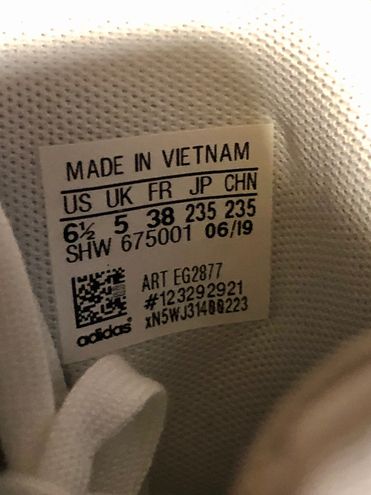 MADE IN VIETNAM
US UK FR JP CHN
6½ 5 38 235 235
SHW 675001 06/19
ART EG2877
#123292921
xN5WJ31400223
adidas